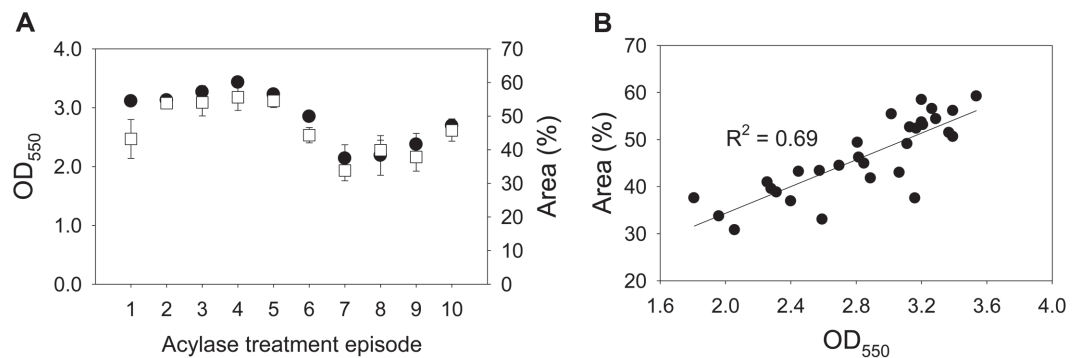 A
4.0
3.0
2.0
1.0
0.0
OD550
70
60
50
40
30
20
10
0
Area (%)
1 2 3 4 5 6 7 8 9 10
Acylase treatment episode
B
70
60
50
40
30
20
Area (%)
R² = 0.69
1.6 2.0 2.4 2.8 3.2 3.6 4.0
OD550